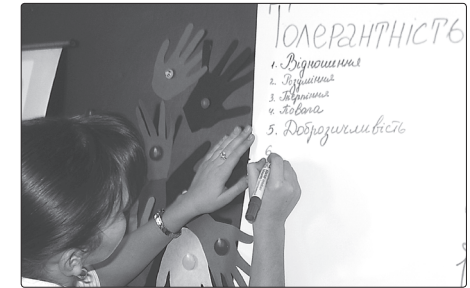 Толерантність
1. Відношення
2. Розуміння
3. Терпіння
4. Повага
5. Доброзичливість
6